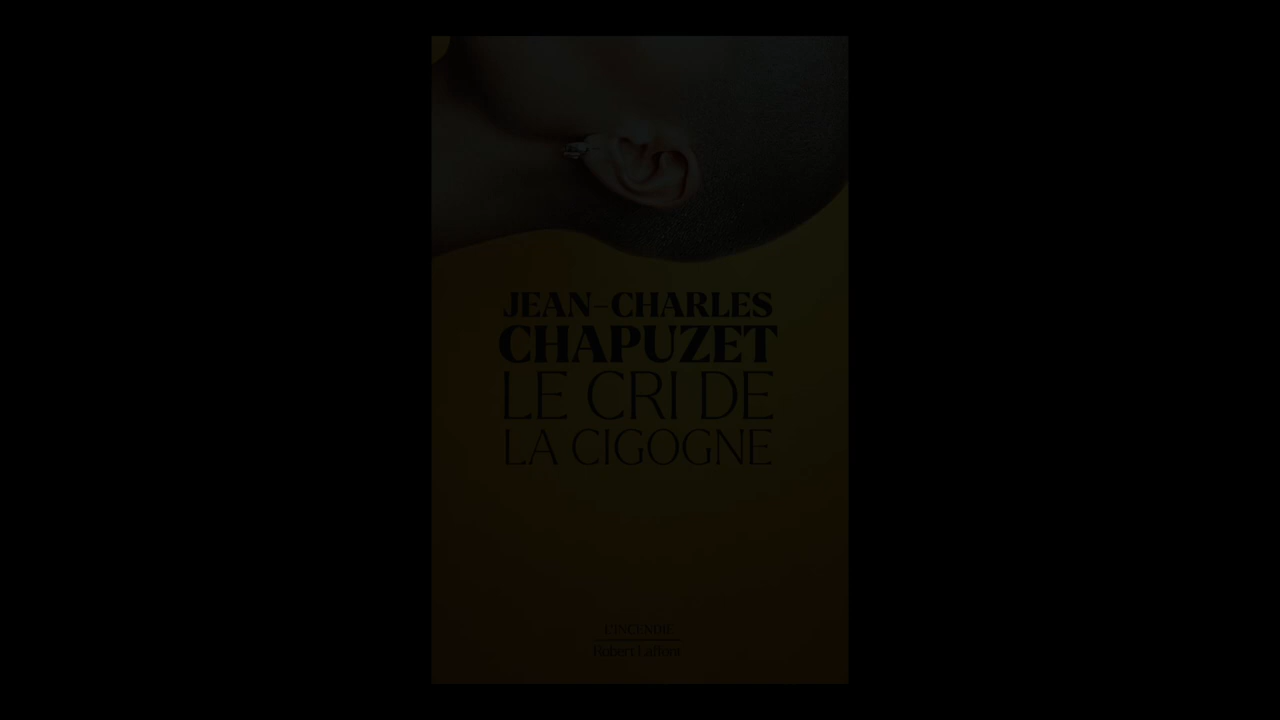 JEAN-CHARLES
CHAPUZET
LE CRI DE
LA CIGOGNE
L'INCENDIE
Robert Laffont